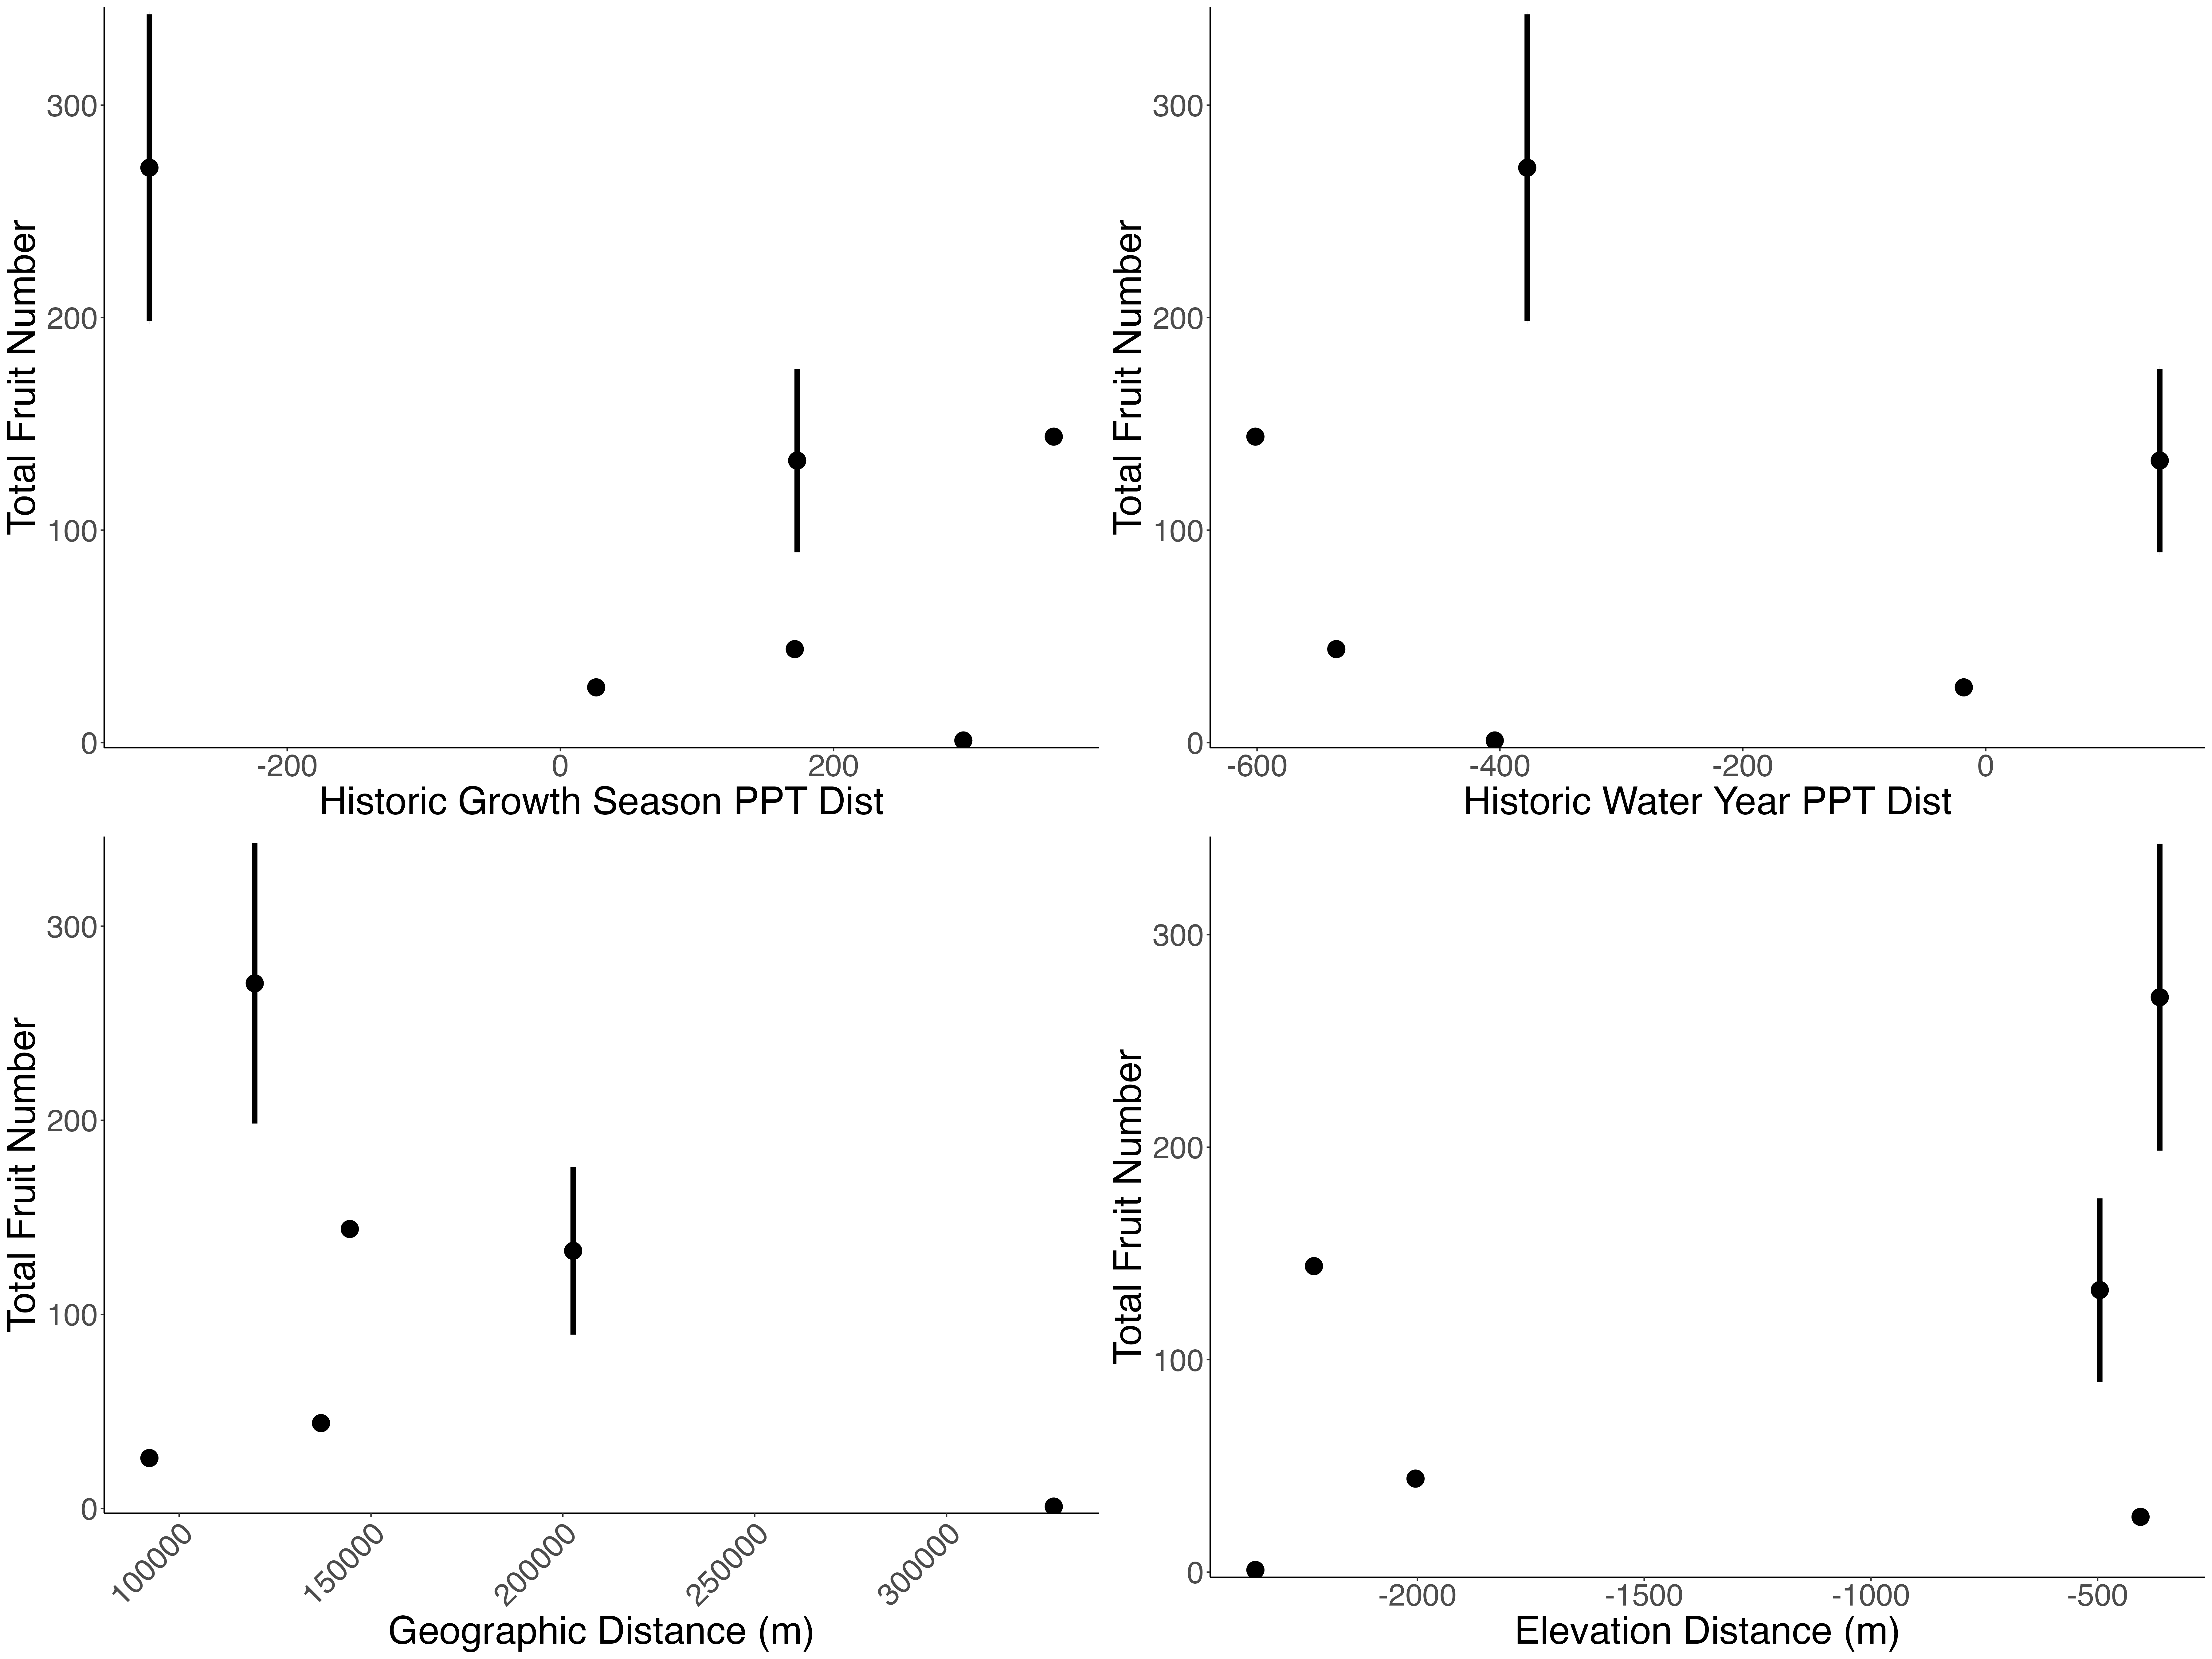 Total Fruit Number
300
200
100
0
-200 0 200
Historic Growth Season PPT Dist
Total Fruit Number
300
200
100
0
-600 -400 -200 0
Historic Water Year PPT Dist
Total Fruit Number
300
200
100
0
100000 150000 200000 250000 300000
Geographic Distance (m)
Total Fruit Number
300
200
100
0
-2000 -1500 -1000 -500
Elevation Distance (m)